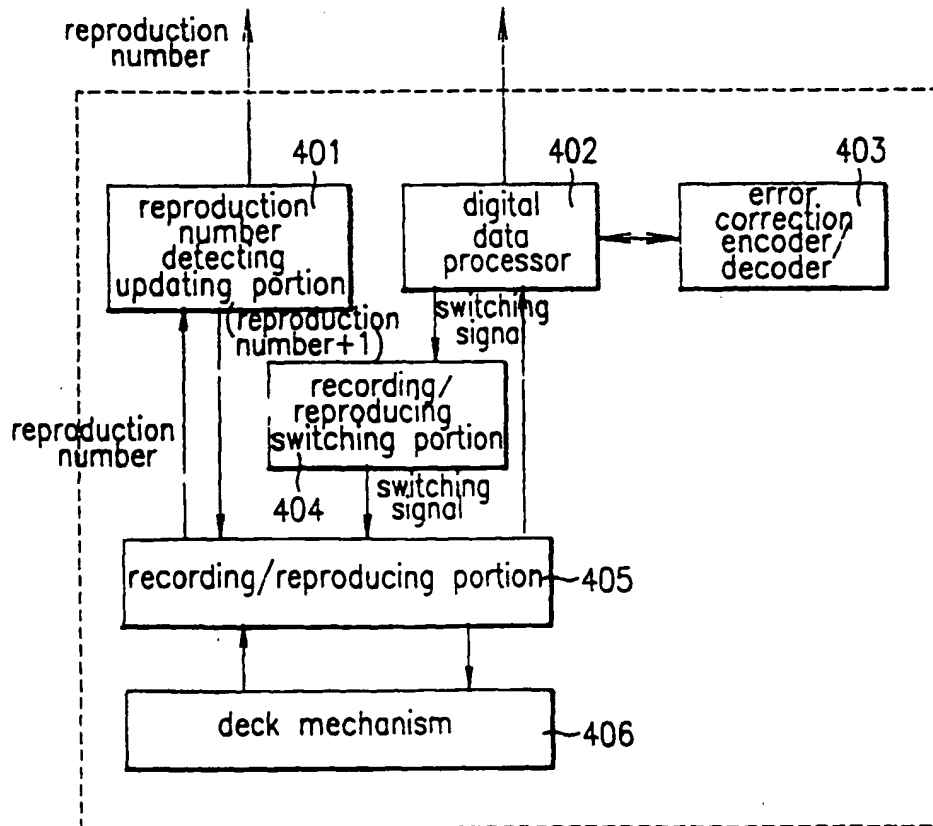 reproduction
number
401
402
403
reproduction
number
detecting
updating portion
digital
data
processor
error
correction
encoder/
decoder
(reproduction
number+1)
switching
signal
recording/
reproducing
switching portion
reproduction
number
404
switching
signal
recording/reproducing portion
405
deck mechanism
406